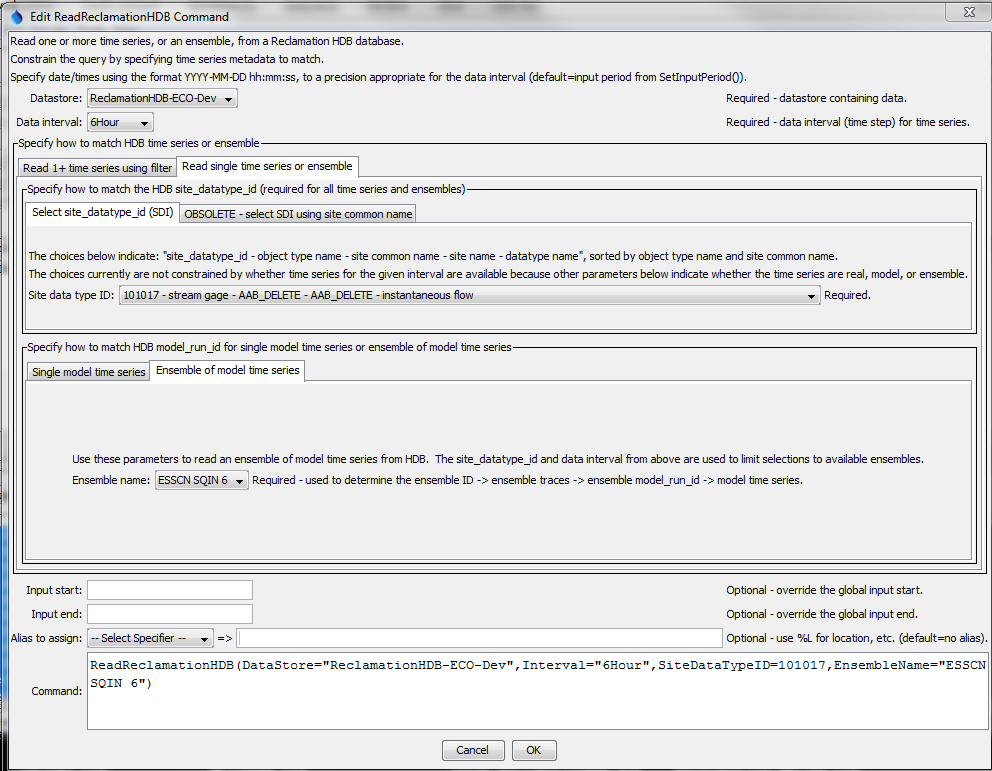 Edit ReadReclamationHDB Command
Read one or more time series, or an ensemble, from a Reclamation HDB database.
Constrain the query by specifying time series metadata to match.
Specify date/times using the format YYYY-MM-DD hh:mm:ss, to a precision appropriate for the data interval (default=input period from SetInputPeriod()).
Datastore: ReclamationHDB-ECO-Dev Required - datastore containing data.
Data interval: 6Hour Required - data interval (time step) for time series.
Specify how to match HDB time series or ensemble
Read 1+ time series using filter Read single time series or ensemble
Specify how to match the HDB site_datatype_id (required for all time series and ensembles)
Select site_datatype_id (SDI) OBSOLETE - select SDI using site common name
The choices below indicate: "site_datatype_id - object type name - site common name - site name - datatype name", sorted by object type name and site common name.
The choices currently are not constrained by whether time series for the given interval are available because other parameters below indicate whether the time series are real, model, or ensemble.
Site data type ID: 101017 - stream gage - AAB_DELETE - AAB_DELETE - instantaneous flow Required.
Specify how to match HDB model_run_id for single model time series or ensemble of model time series
Single model time series Ensemble of model time series
Use these parameters to read an ensemble of model time series from HDB.  The site_datatype_id and data interval from above are used to limit selections to available ensembles.
Ensemble name: ESSCN SQIN 6 Required - used to determine the ensemble ID -> ensemble traces -> ensemble model_run_id -> model time series.
Input start: Optional - override the global input start.
Input end: Optional - override the global input end.
Alias to assign: -- Select Specifier -- => Optional - use %L for location, etc. (default=no alias).
ReadReclamationHDB(DataStore="ReclamationHDB-ECO-Dev",Interval="6Hour",SiteDataTypeID=101017,EnsembleName="ESSCN
Command: SQIN 6")
Cancel OK